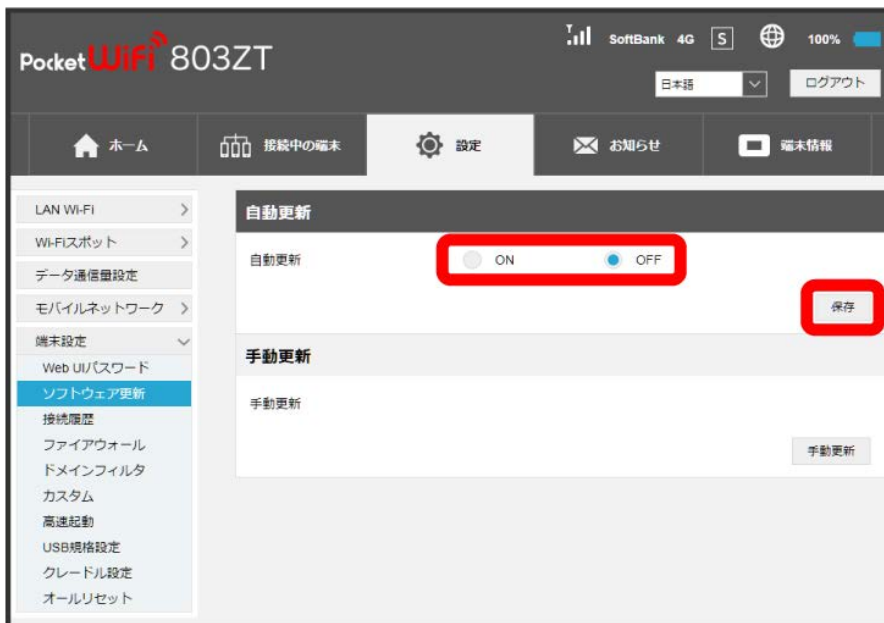 Pocket WiFi 803ZT
SoftBank 4G S 100%
日本語 ログアウト
ホーム 接続中の端末 設定 お知らせ 端末情報
LAN Wi-Fi
Wi-Fiスポット
データ通信量設定
モバイルネットワーク
端末設定
Web UIパスワード
ソフトウェア更新
接続履歴
ファイアウォール
ドメインフィルタ
カスタム
高速起動
USB規格設定
クレードル設定
オールリセット
自動更新
自動更新 ON OFF
保存
手動更新
手動更新
手動更新